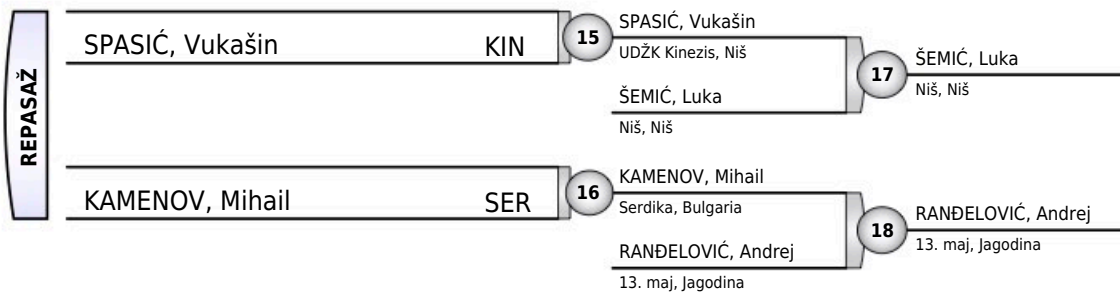 REPASAŽ
SPASIĆ, Vukašin KIN
15
SPASIĆ, Vukašin
UDŽK Kinezis, Niš
ŠEMIĆ, Luka
Niš, Niš
17
ŠEMIĆ, Luka
Niš, Niš
KAMENOV, Mihail SER
16
KAMENOV, Mihail
Serdika, Bulgaria
RANĐELOVIĆ, Andrej
13. maj, Jagodina
18
RANĐELOVIĆ, Andrej
13. maj, Jagodina